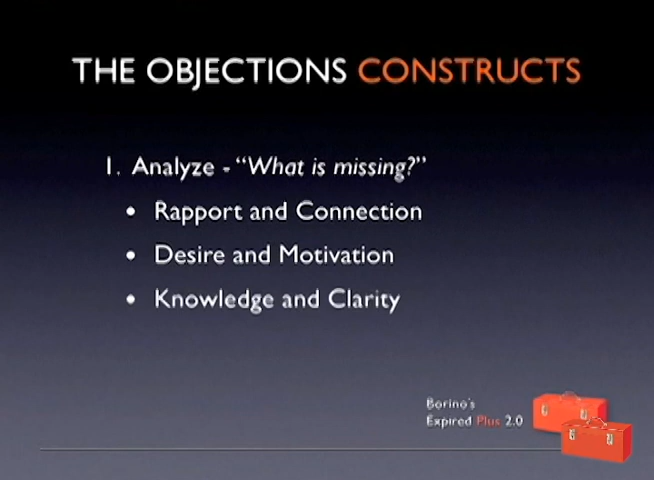 THE OBJECTIONS CONSTRUCTS
1. Analyze - “What is missing?”
• Rapport and Connection
• Desire and Motivation
• Knowledge and Clarity
Borino's
Expired Plus 2.0